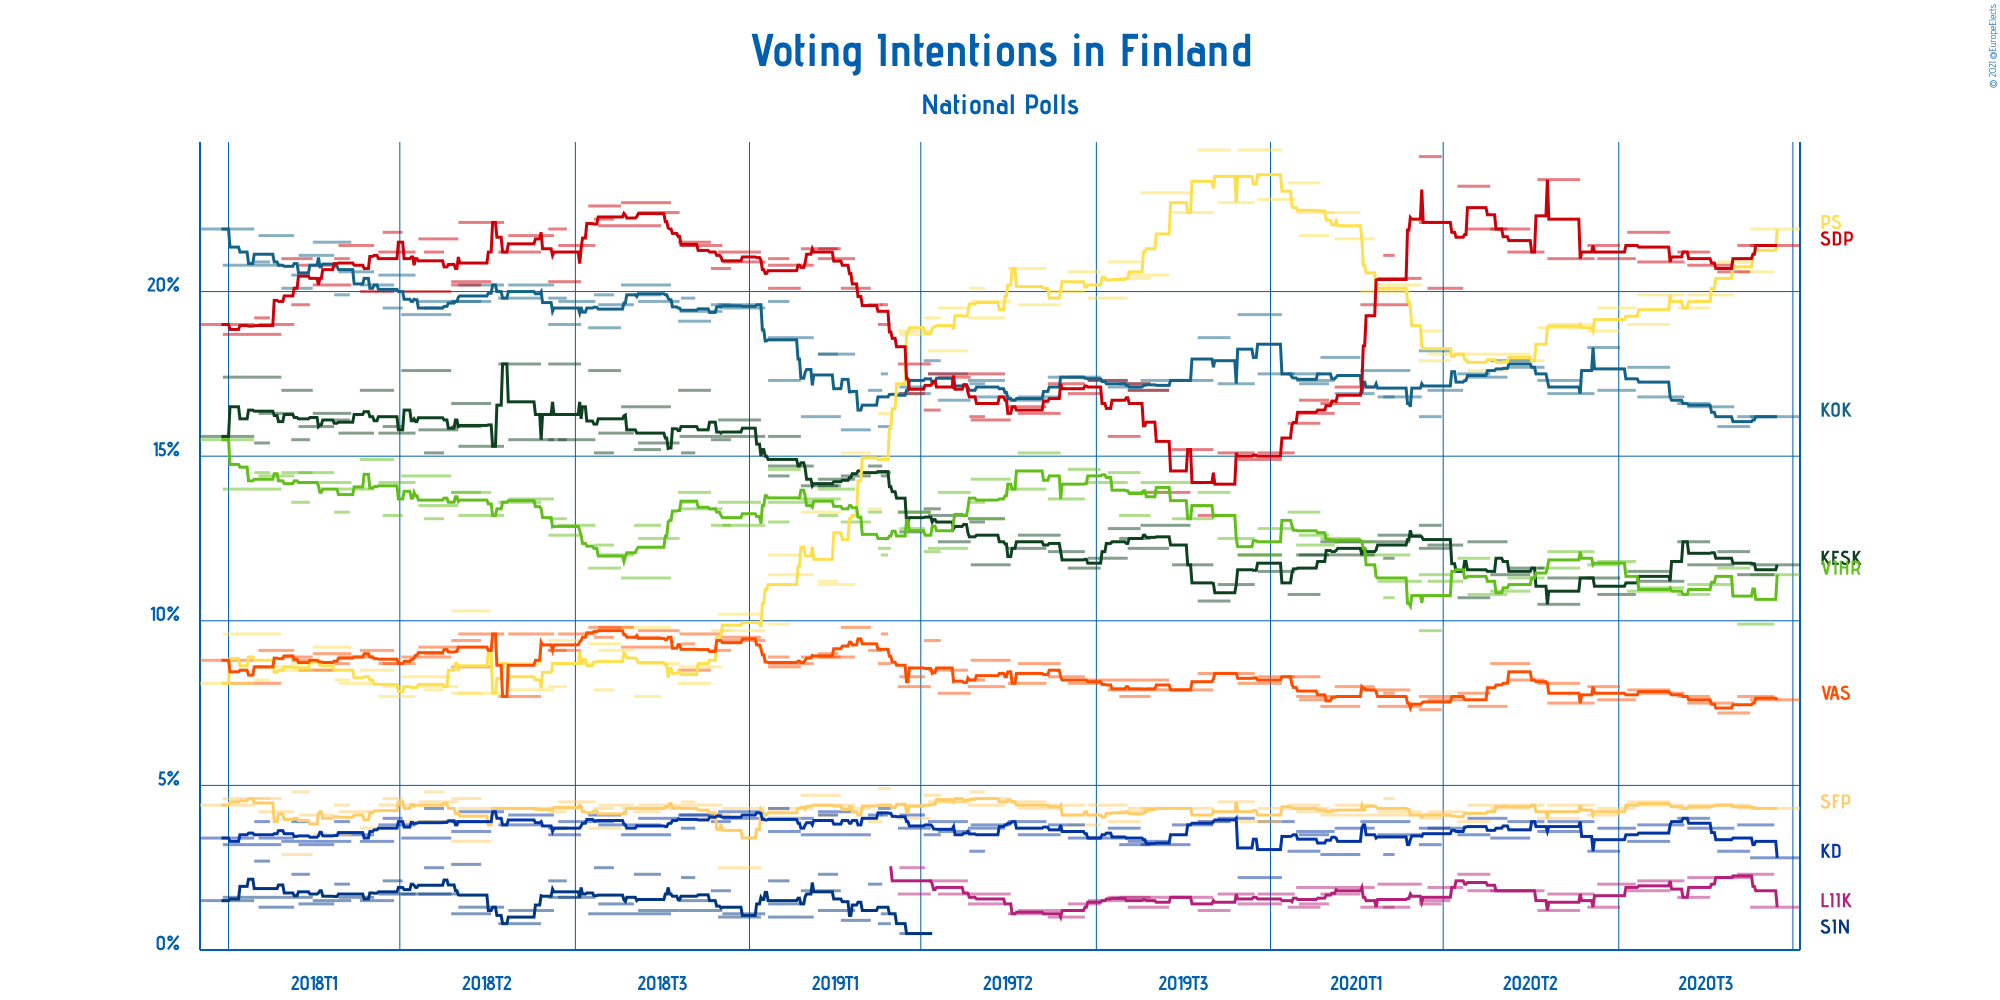 Voting Intentions in Finland
National Polls
© 2021 @EuropeElects
20%
15%
10%
5%
0%
PS
SDP
KOK
KESK
VIHR
VAS
SFP
KD
LIIK
SIN
2018T1 2018T2 2018T3 2019T1 2019T2 2019T3 2020T1 2020T2 2020T3